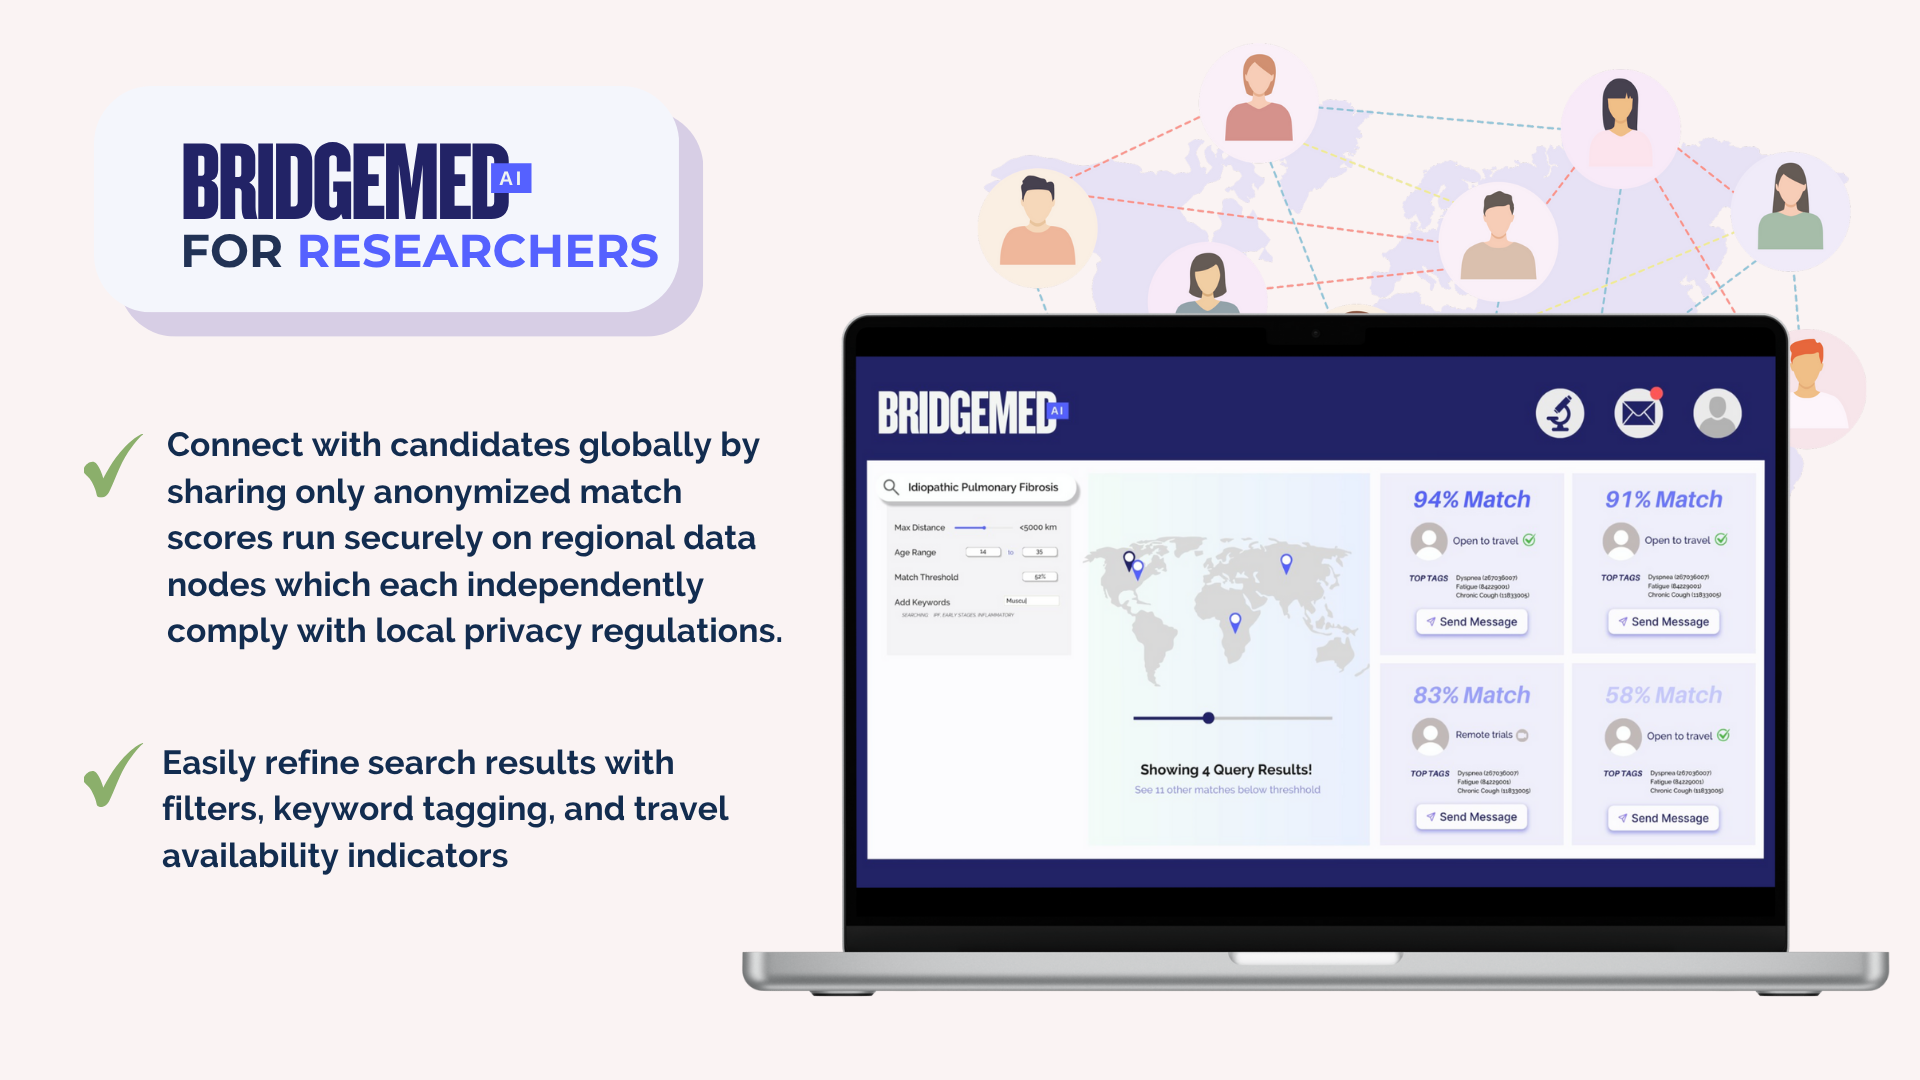 BRIDGEMED AI
FOR RESEARCHERS
Connect with candidates globally by
sharing only anonymized match
scores run securely on regional data
nodes which each independently
comply with local privacy regulations.
Easily refine search results with
filters, keyword tagging, and travel
availability indicators
BRIDGEMED AI
Idiopathic Pulmonary Fibrosis
Max Distance <5000 km
Age Range 14 to 35
Match Threshold 52%
Add Keywords Muscul
SEARCHING IPF, EARLY STAGES INFLAMMATORY
Showing 4 Query Results!
See 11 other matches below threshhold
94% Match
Open to travel
TOP TAGS Dyspnea (267036007)
Fatigue (84229001)
Chronic Cough (11833005)
Send Message
91% Match
Open to travel
TOP TAGS Dyspnea (267036007)
Fatigue (84229001)
Chronic Cough (11833005)
Send Message
83% Match
Remote trials
TOP TAGS Dyspnea (267036007)
Fatigue (84229001)
Chronic Cough (11833005)
Send Message
58% Match
Open to travel
TOP TAGS Dyspnea (267036007)
Fatigue (84229001)
Chronic Cough (11833005)
Send Message